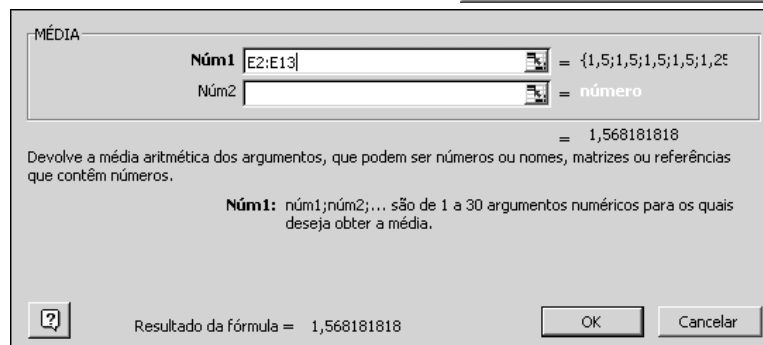 MÉDIA
Núm1 E2:E13 = {1,5;1,5;1,5;1,5;1,25
Núm2 = número
= 1,568181818
Devolve a média aritmética dos argumentos, que podem ser números ou nomes, matrizes ou referências
que contêm números.
Núm1: núm1;núm2;... são de 1 a 30 argumentos numéricos para os quais
deseja obter a média.
Resultado da fórmula = 1,568181818
OK
Cancelar